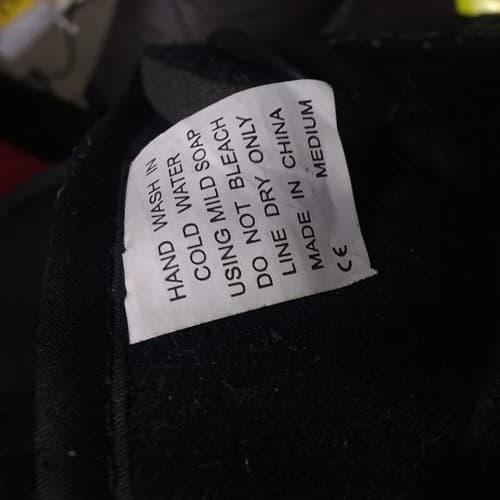 HAND WASH IN
COLD WATER
USING MILD SOAP
DO NOT BLEACH
LINE DRY ONLY
MADE IN CHINA
MEDIUM
CE